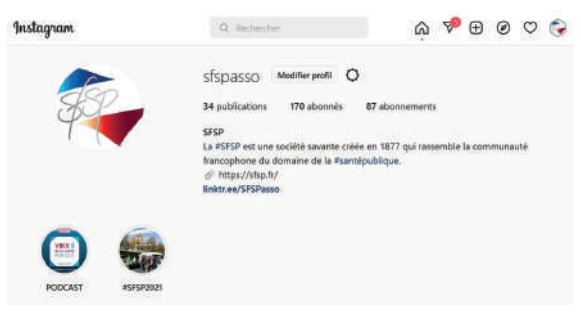 Instagram
Rechercher
SFSP
sfspasso Modifier profil
34 publications 170 abonnés 87 abonnements
SFSP
La #SFSP est une société savante créée en 1877 qui rassemble la communauté
francophone du domaine de la #santépublique.
https://sfsp.fr/
linktr.ee/SFSPasso
PODCAST #SFSP2021